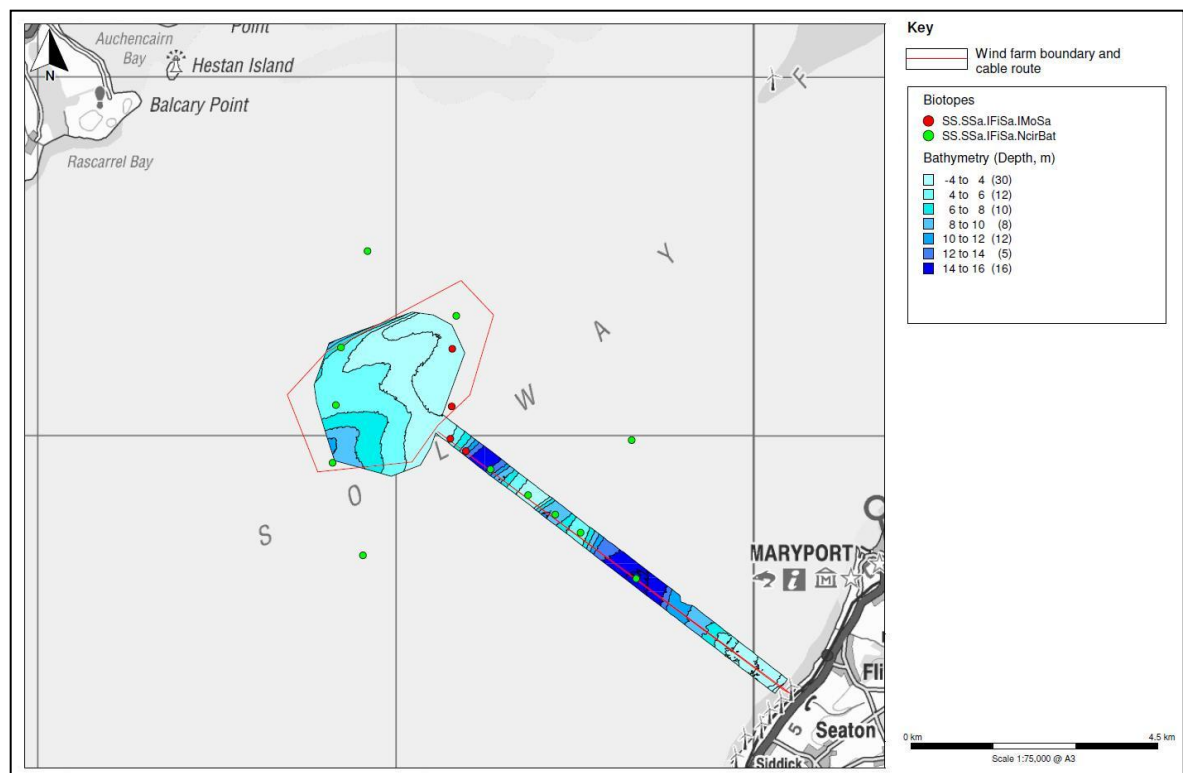 Point
Auchencairn
Bay
Hestan Island
N
Balcary Point
Rascarrel Bay
F
Y
A
W
L
O
S
MARYPORT
i
M
Fli
5
Seaton
Siddick
Key
Wind farm boundary and
cable route
Biotopes
SS.SSa.IFiSa.IMoSa
SS.SSa.IFiSa.NcirBat
Bathymetry (Depth, m)
-4 to 4 (30)
4 to 6 (12)
6 to 8 (10)
8 to 10 (8)
10 to 12 (12)
12 to 14 (5)
14 to 16 (16)
0 km 4.5 km
Scale 1:75,000 @ A3